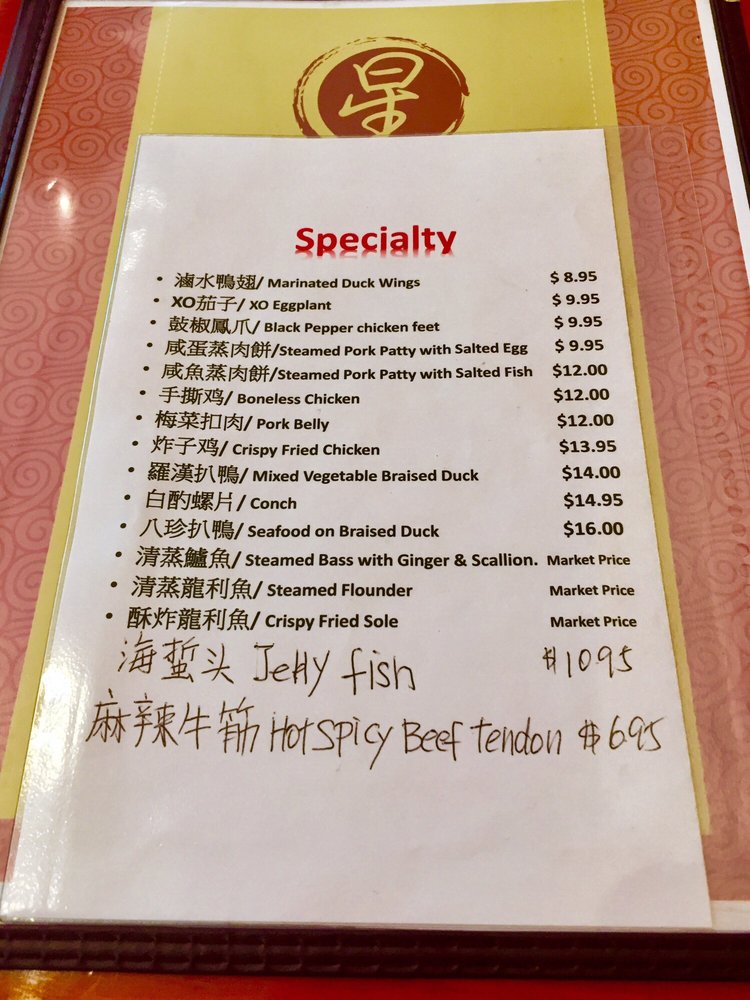 星
Specialty
• 滷水鴨翅/ Marinated Duck Wings $ 8.95
• XO茄子/ XO Eggplant $ 9.95
• 鼓椒鳳爪/ Black Pepper chicken feet $ 9.95
• 咸蛋蒸肉餅/Steamed Pork Patty with Salted Egg $ 9.95
• 咸魚蒸肉餅/Steamed Pork Patty with Salted Fish $12.00
• 手撕鸡/ Boneless Chicken $12.00
• 梅菜扣肉/ Pork Belly $12.00
• 炸子鸡/ Crispy Fried Chicken $13.95
• 羅漢扒鴨/ Mixed Vegetable Braised Duck $14.00
• 白酌螺片/ Conch $14.95
• 八珍扒鴨/ Seafood on Braised Duck $16.00
• 清蒸鱸魚/ Steamed Bass with Ginger & Scallion. Market Price
• 清蒸龍利魚/ Steamed Flounder Market Price
• 酥炸龍利魚/ Crispy Fried Sole Market Price
海蜇头 Jelly fish $10.95
麻辣牛筋 Hot Spicy Beef tendon $6.95